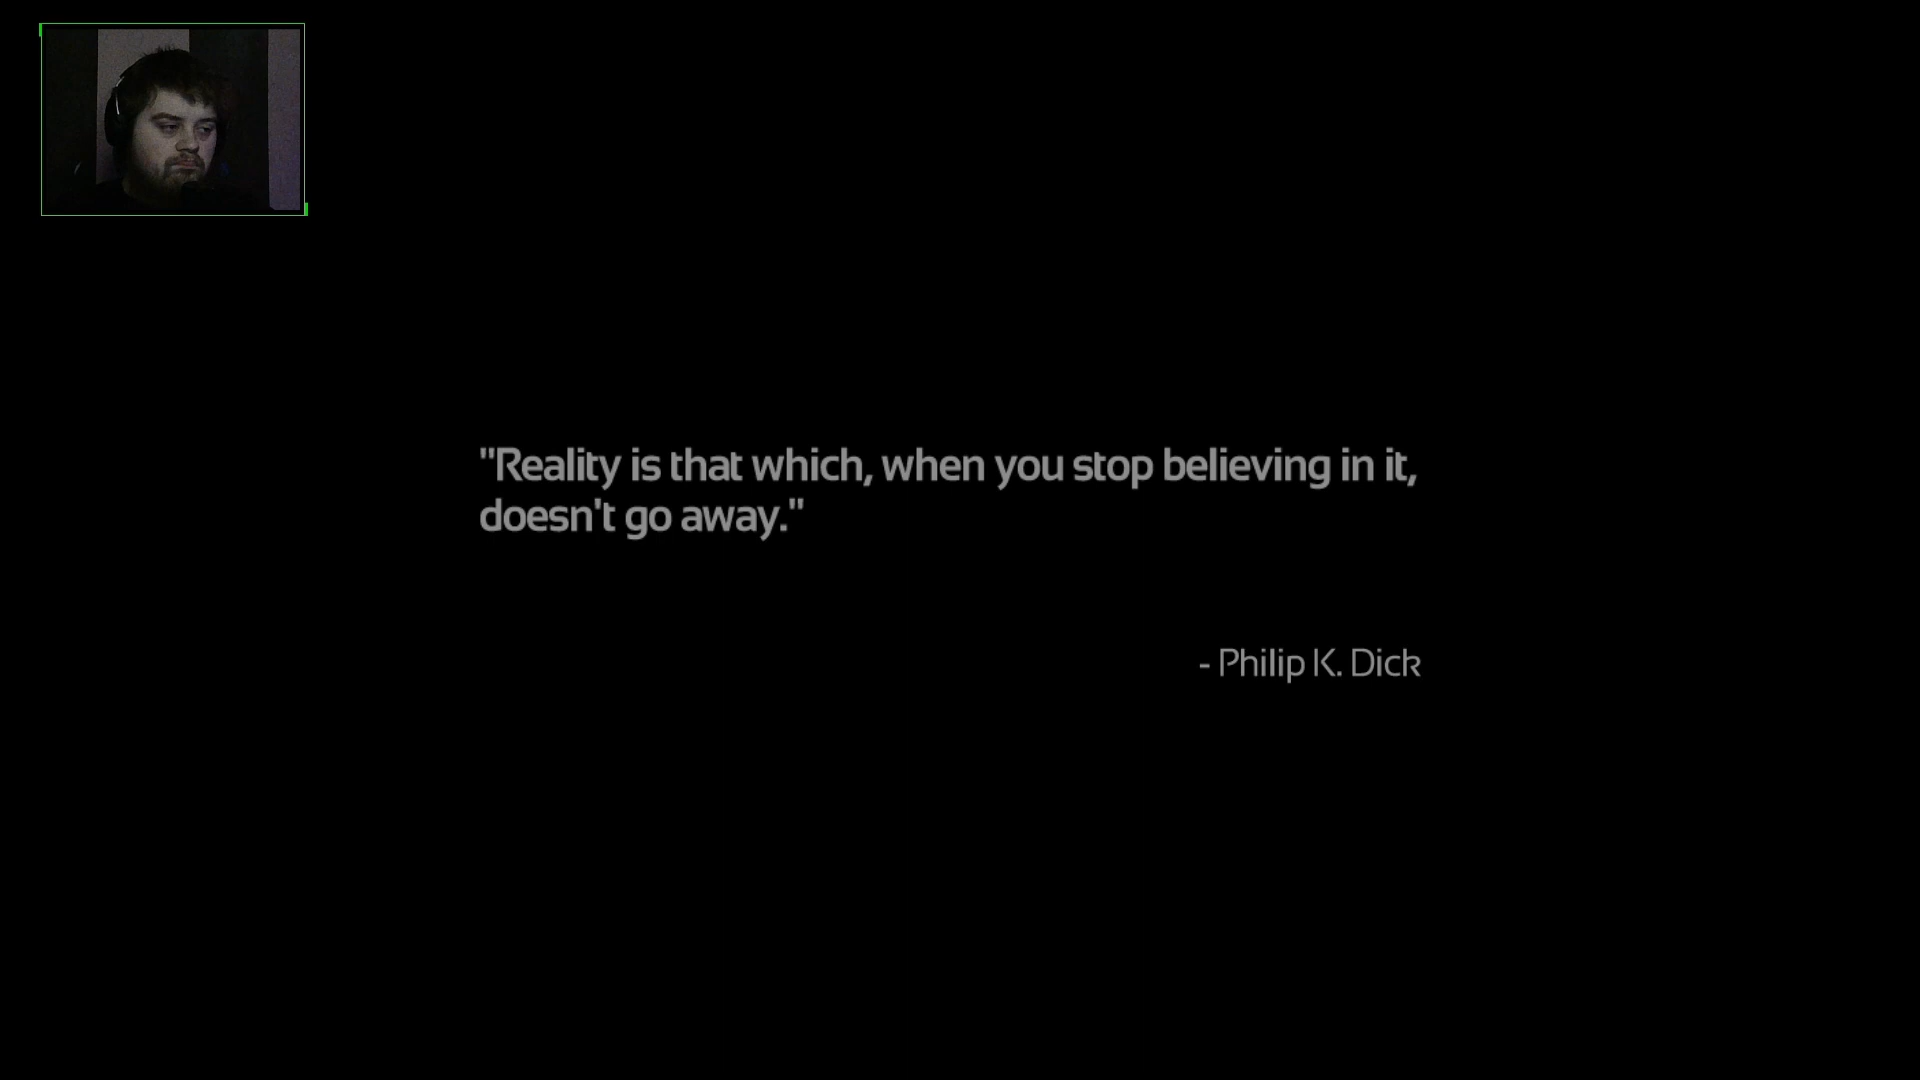 "Reality is that which, when you stop believing in it,
doesn't go away."
- Philip K. Dick